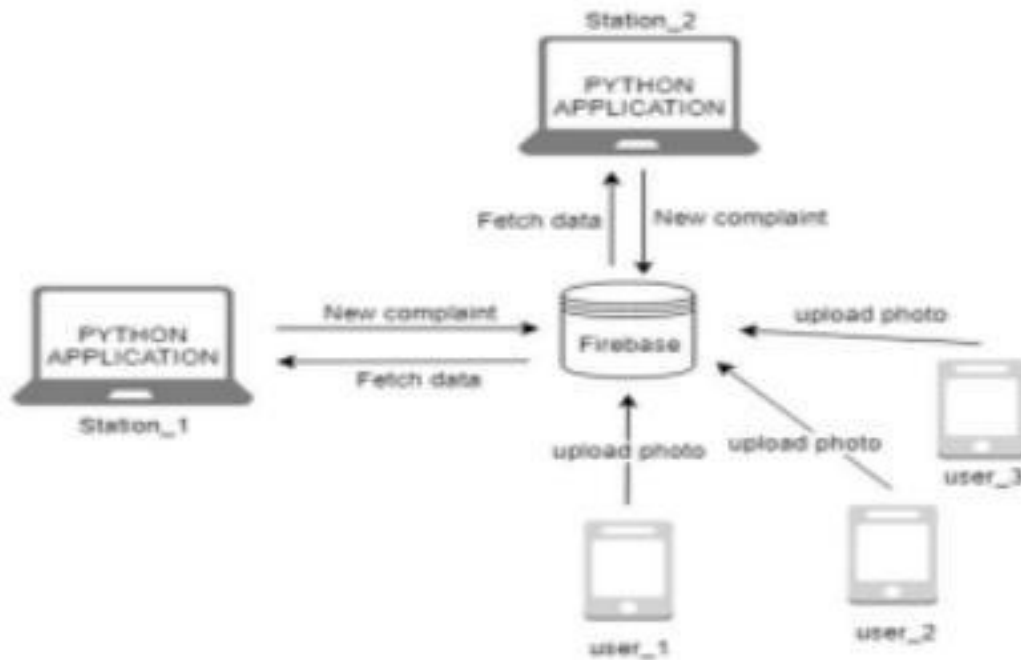 Station_2
PYTHON
APPLICATION
Fetch data
New complaint
New complaint
upload photo
PYTHON
APPLICATION
Firebase
Fetch data
Station_1
upload photo
upload photo
user_3
user_1
user_2